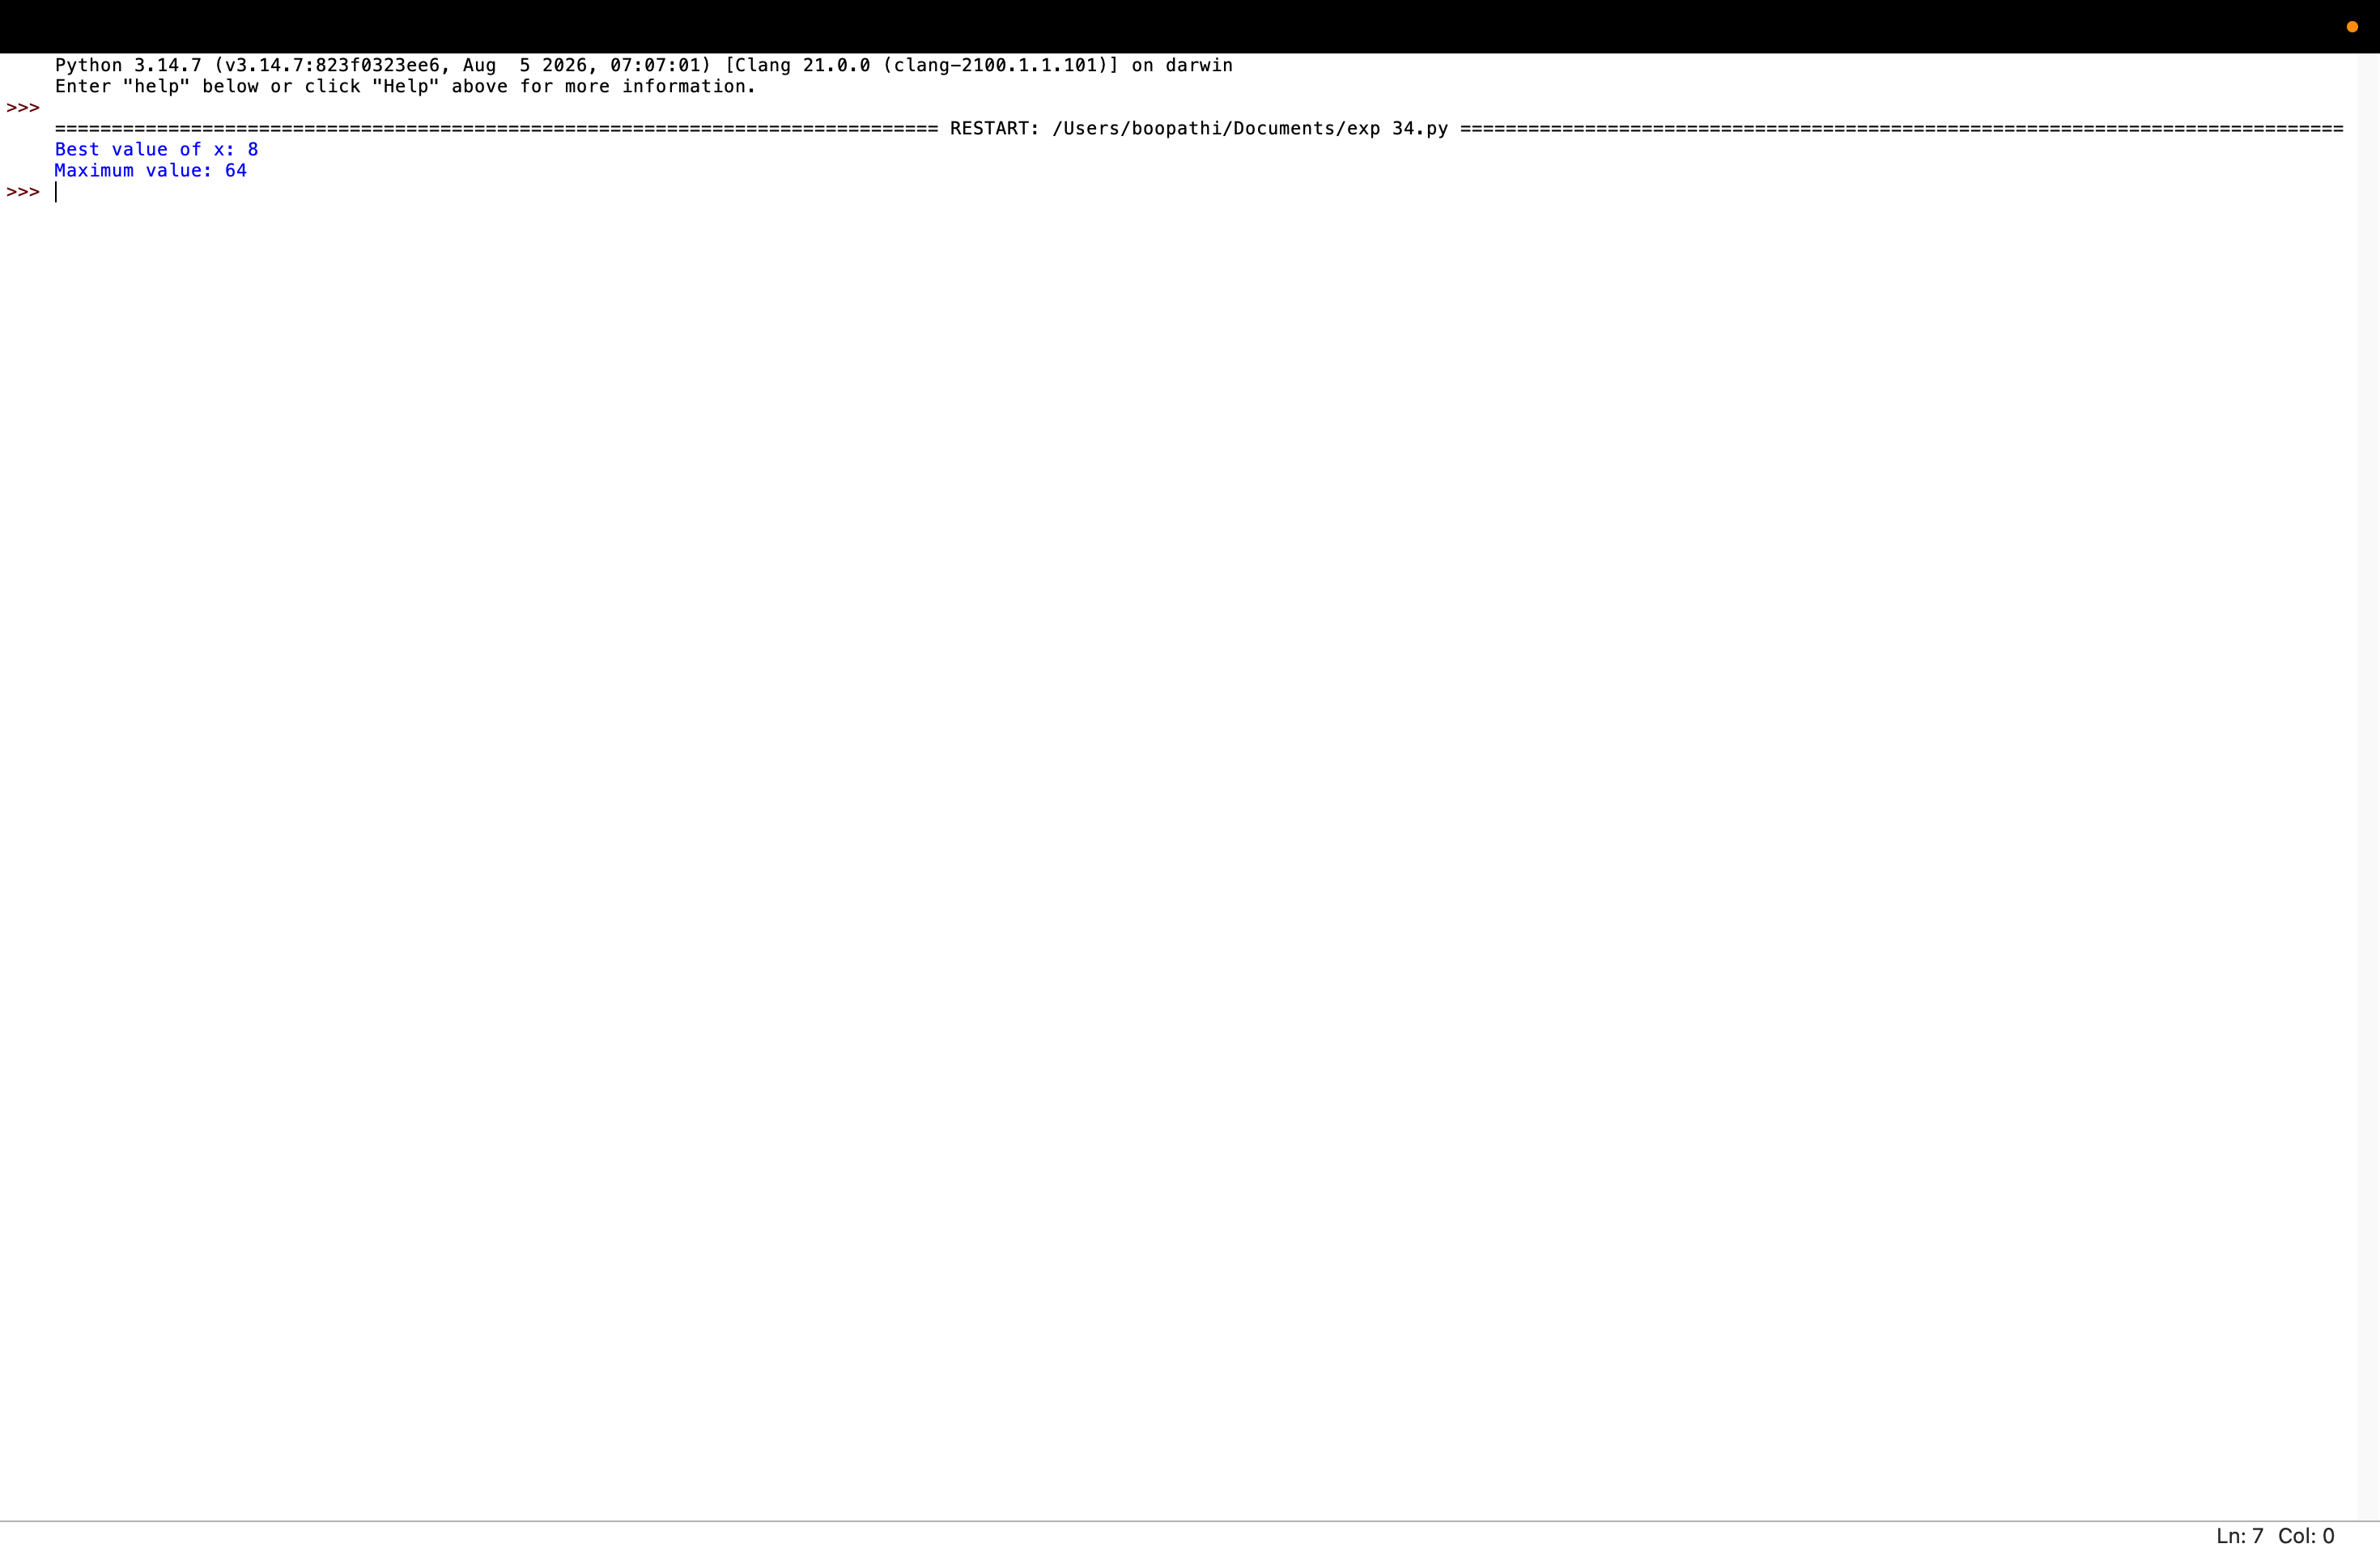 Python 3.14.7 (v3.14.7:823f0323ee6, Aug  5 2026, 07:07:01) [Clang 21.0.0 (clang-2100.1.1.101)] on darwin
Enter "help" below or click "Help" above for more information.
>>>
============================================================================== RESTART: /Users/boopathi/Documents/exp 34.py ==============================================================================
Best value of x: 8
Maximum value: 64
>>>
Ln: 7  Col: 0